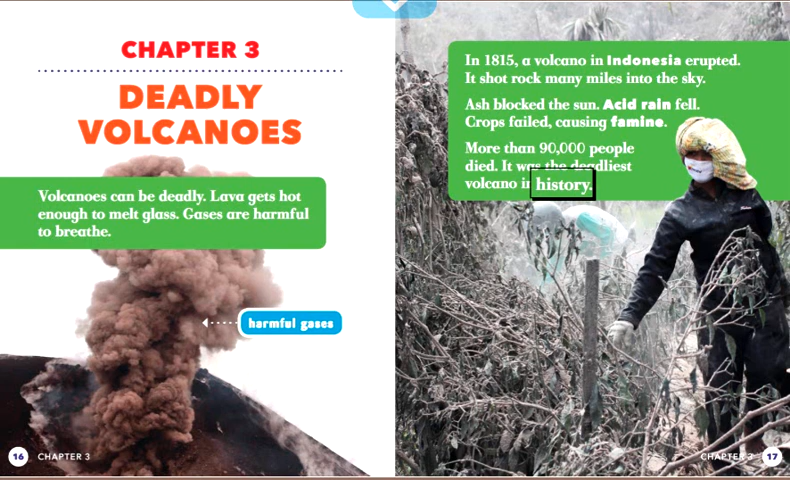 CHAPTER 3
DEADLY
VOLCANOES
Volcanoes can be deadly. Lava gets hot
enough to melt glass. Gases are harmful
to breathe.
harmful gases
16 CHAPTER 3
In 1815, a volcano in Indonesia erupted.
It shot rock many miles into the sky.
Ash blocked the sun. Acid rain fell.
Crops failed, causing famine.
More than 90,000 people
died. It was the deadliest
volcano in history.
CHAPTER 3 17